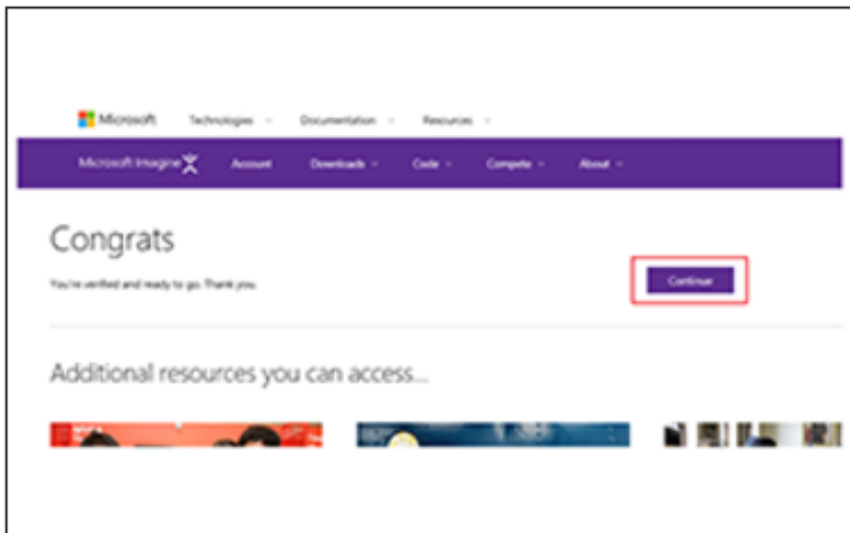 Microsoft Technologies Documentation Resources
Microsoft Imagine Account Downloads Code Compete About
Congrats
You're verified and ready to go. Thank you.
Continue
Additional resources you can access...